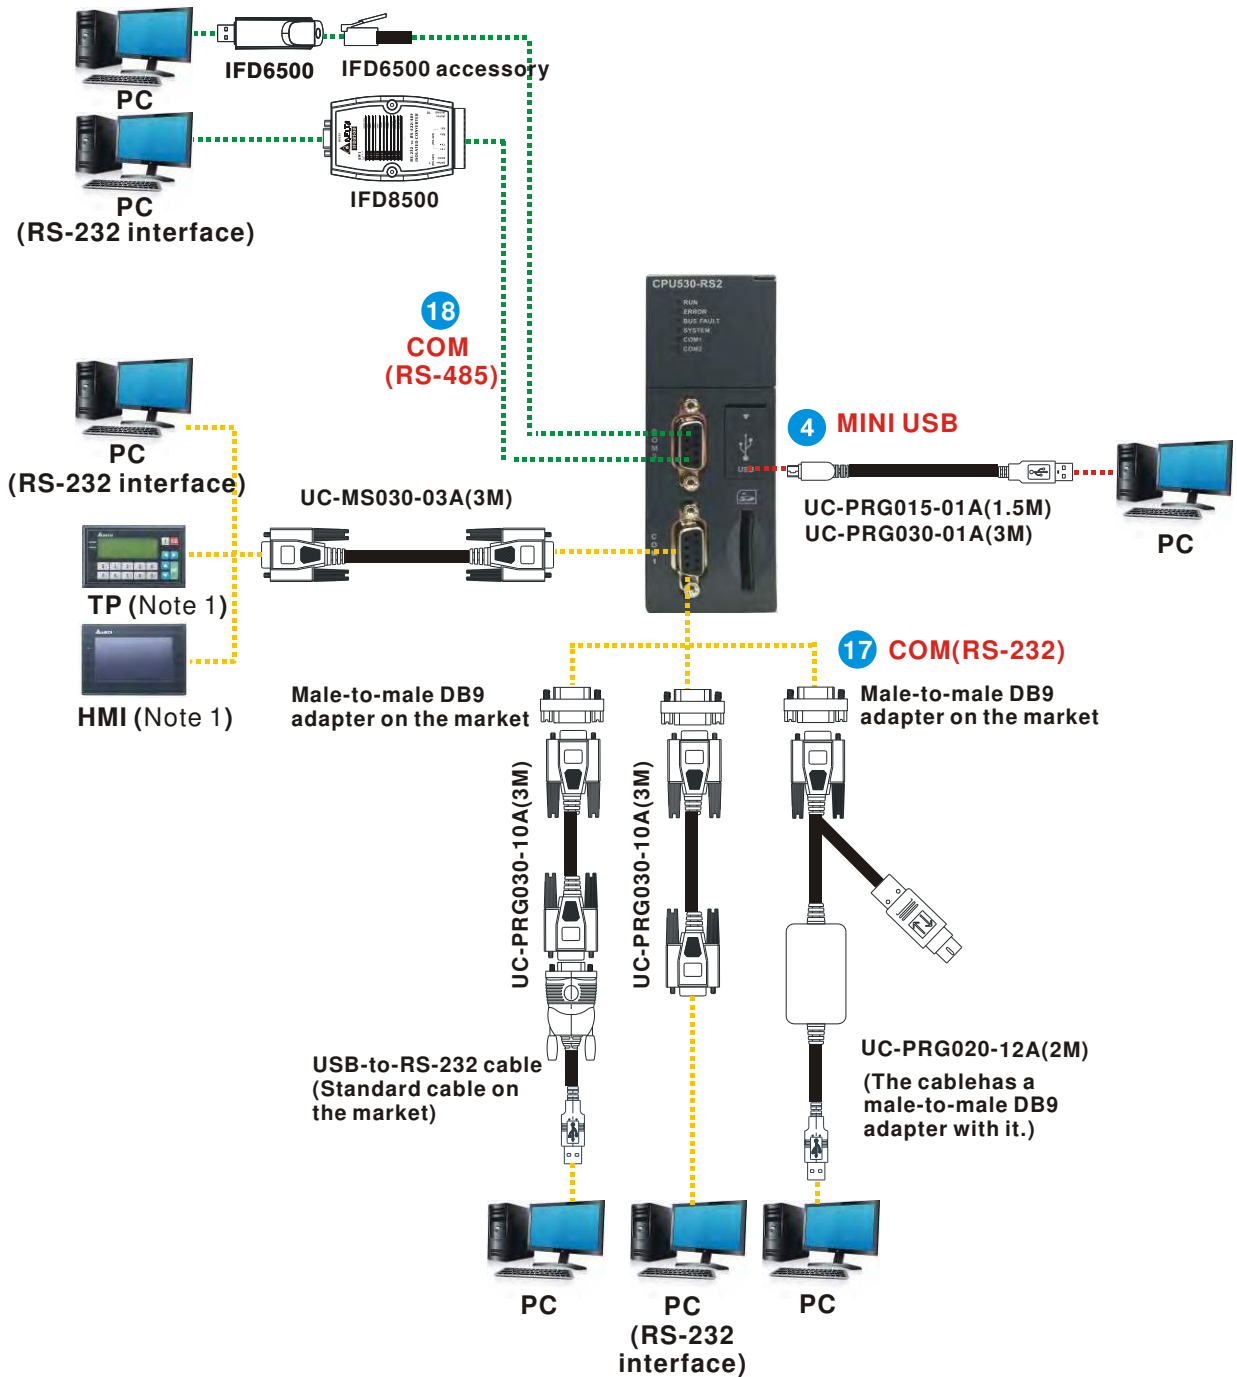 IFD6500
IFD6500 accessory
PC
IFD8500
PC
(RS-232 interface)
CPU530-RS2
RUN
ERROR
BUS FAULT
SYSTEM
COM1
COM2
18
COM
(RS-485)
4 MINI USB
USB
UC-PRG015-01A(1.5M)
UC-PRG030-01A(3M)
PC
PC
(RS-232 interface)
UC-MS030-03A(3M)
COM1
TP (Note 1)
HMI (Note 1)
17 COM(RS-232)
Male-to-male DB9
adapter on the market
Male-to-male DB9
adapter on the market
UC-PRG030-10A(3M)
UC-PRG030-10A(3M)
USB-to-RS-232 cable
(Standard cable on
the market)
UC-PRG020-12A(2M)
(The cablehas a
male-to-male DB9
adapter with it.)
PC
PC
(RS-232
interface)
PC